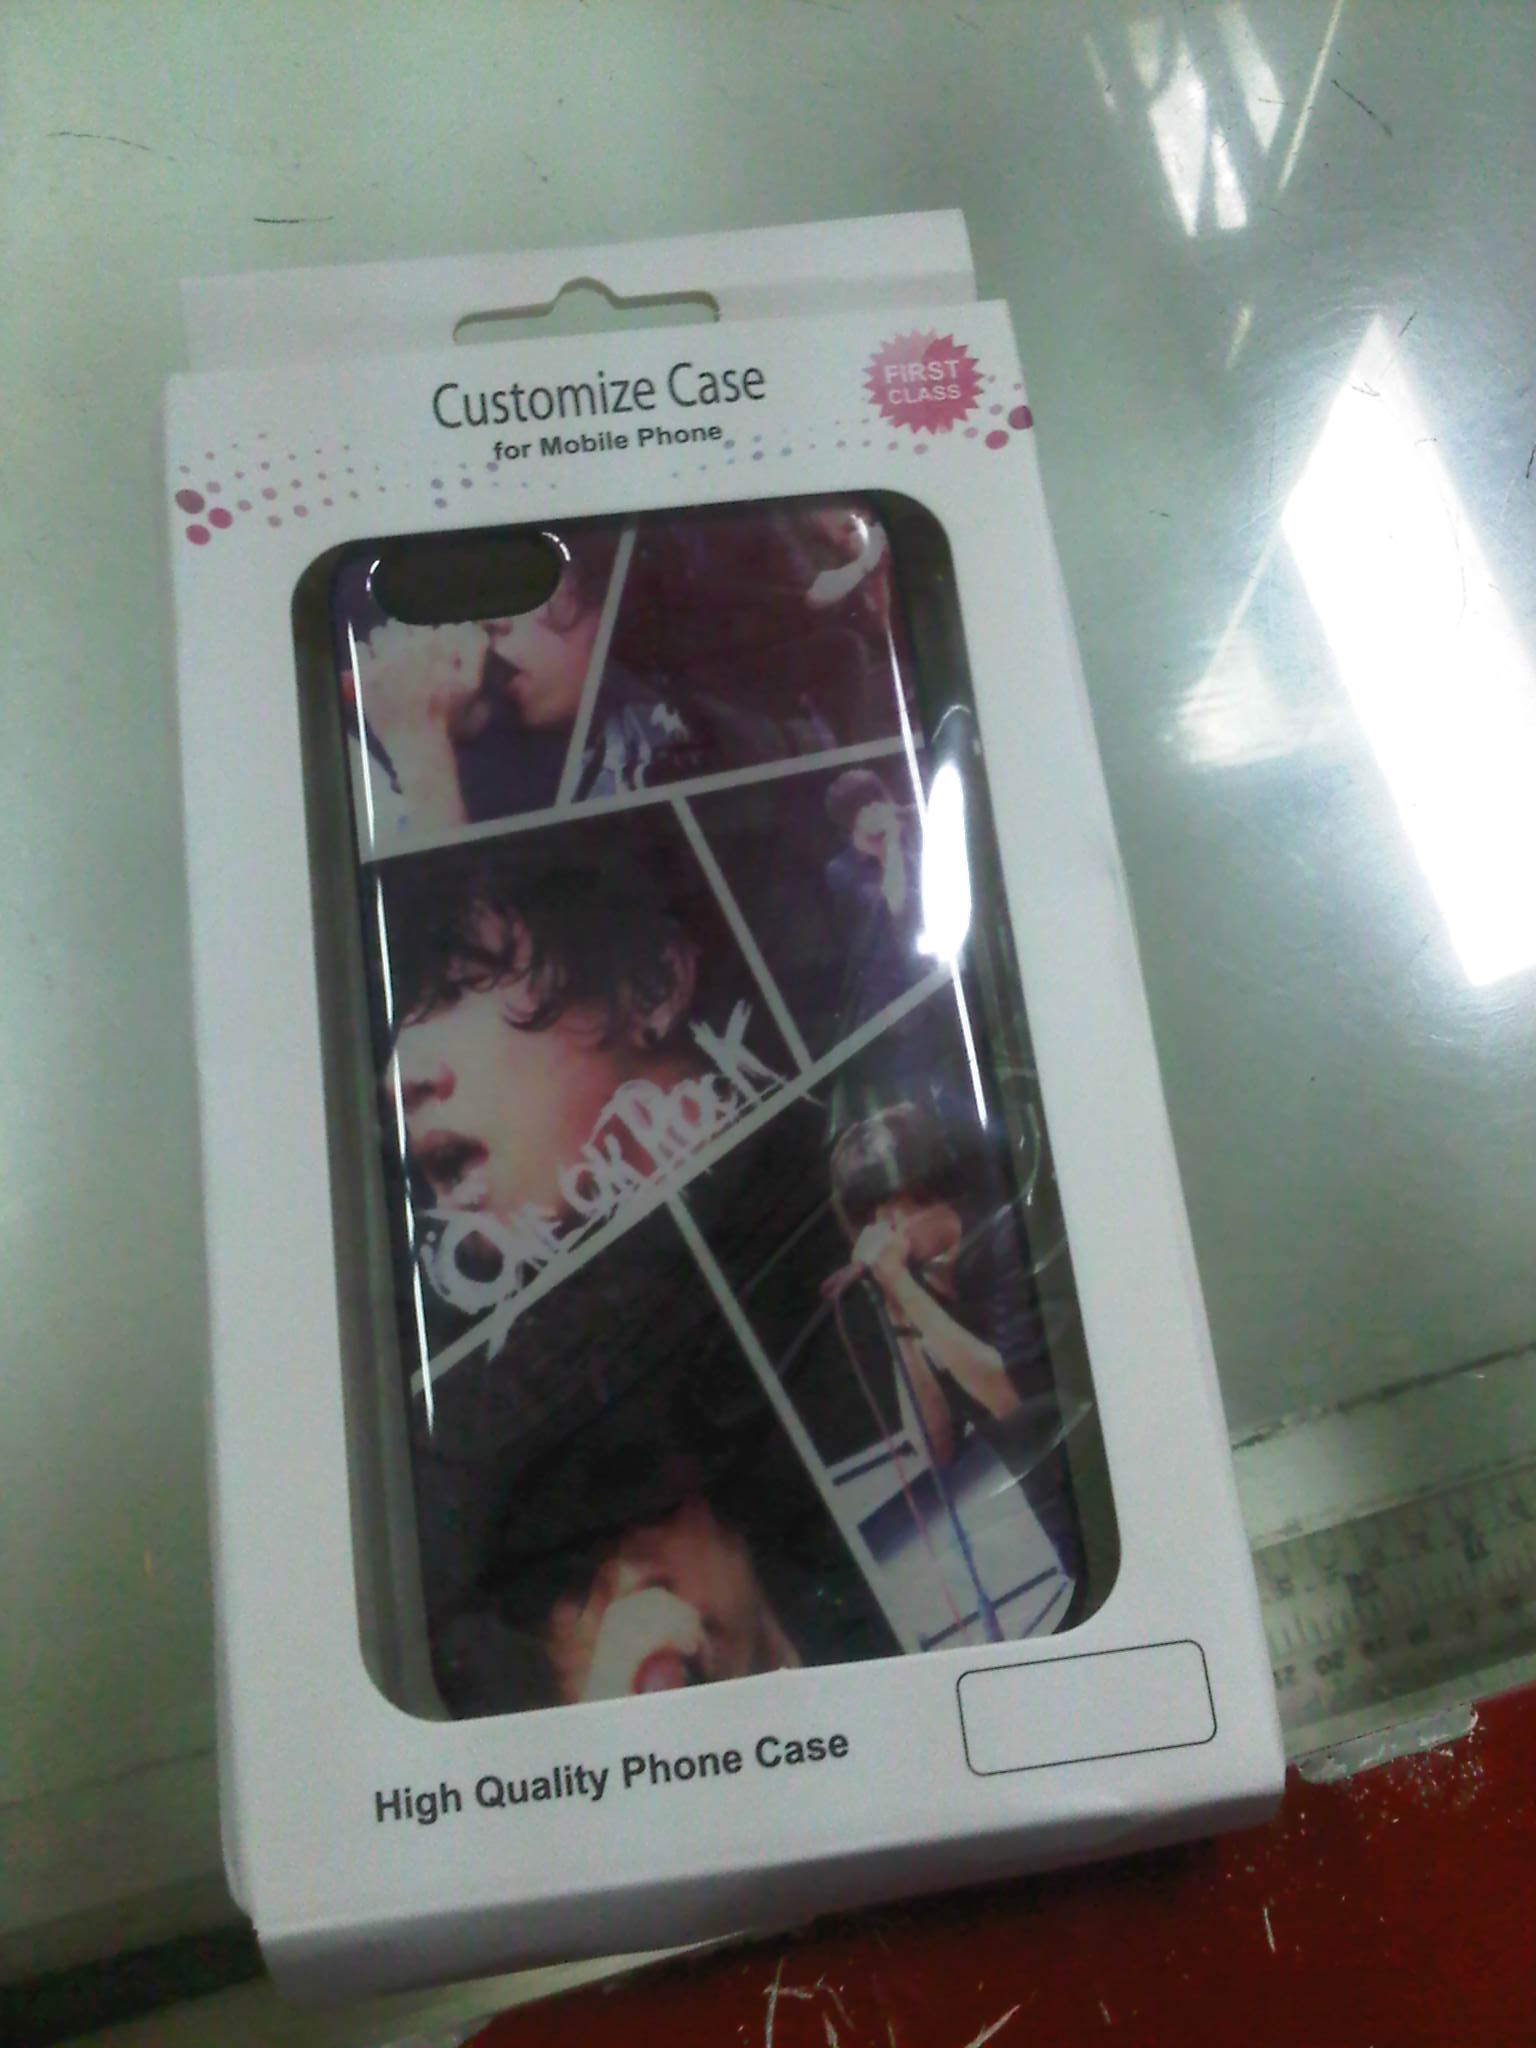 Customize Case
for Mobile Phone
FIRST
CLASS
ONE OK ROCK
High Quality Phone Case